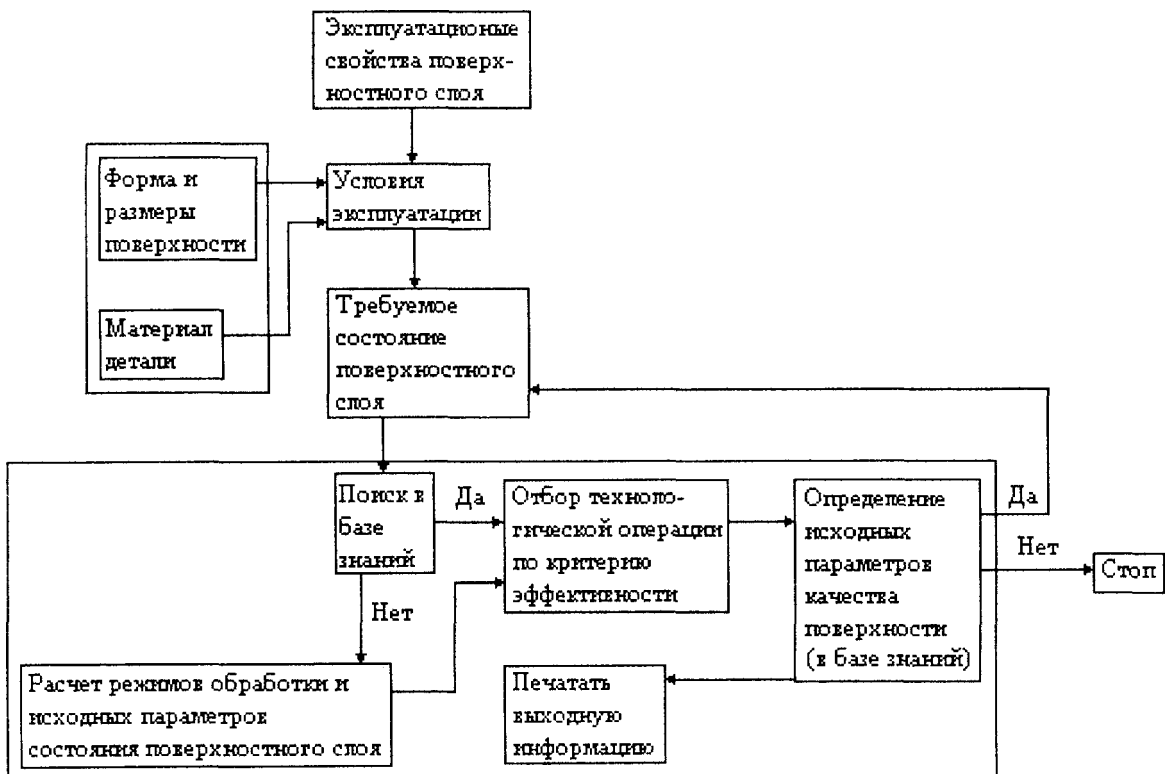 Эксплуатационые
свойства поверх-
ностного слоя
Форма и
размеры
поверхности
Условия
эксплуатации
Материал
детали
Требуемое
состояние
поверхностного
слоя
Поиск в
базе
знаний
Да
Отбор техноло-
гической операции
по критерию
эффективности
Определение
исходных
параметров
качества
поверхности
(в базе знаний)
Да
Нет
Стоп
Нет
Расчет режимов обработки и
исходных параметров
состояния поверхностного слоя
Печатать
выходную
информацию